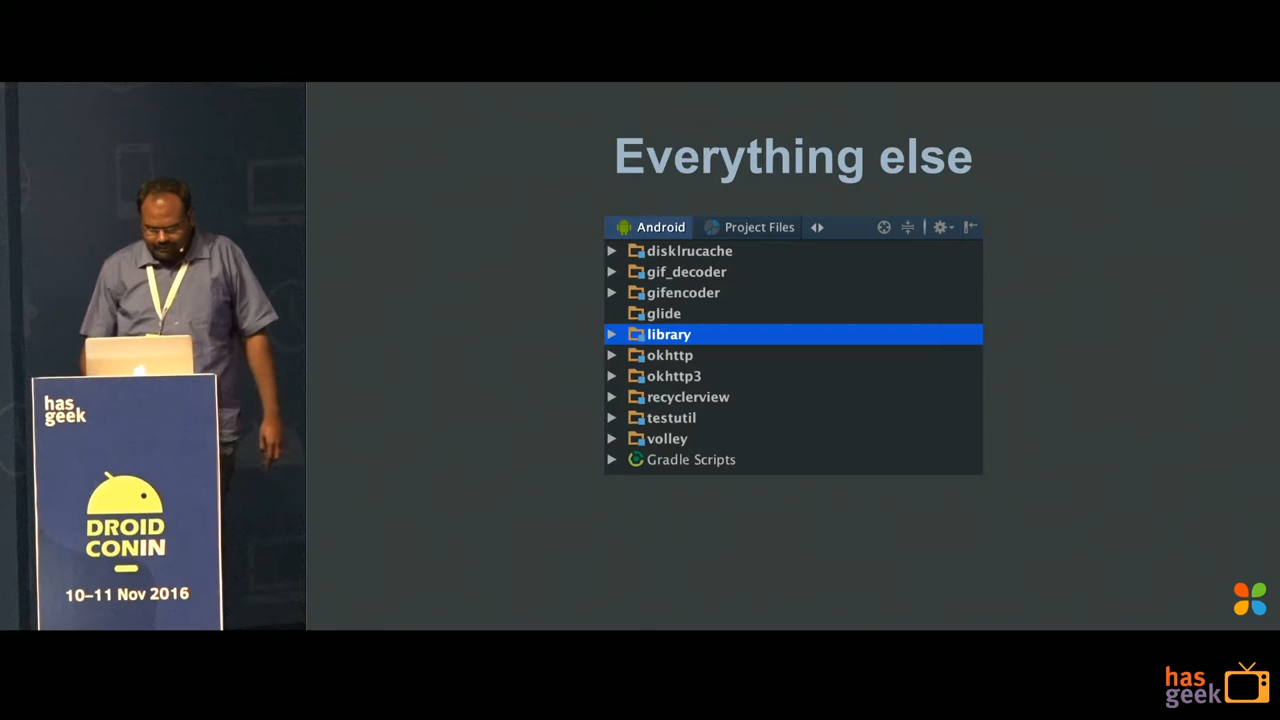 Everything else
Android
Project Files
disklrucache
gif_decoder
gifencoder
glide
library
okhttp
okhttp3
recyclerview
testutil
volley
Gradle Scripts
has
geek
DROID
CONIN
10–11 Nov 2016
has
geek